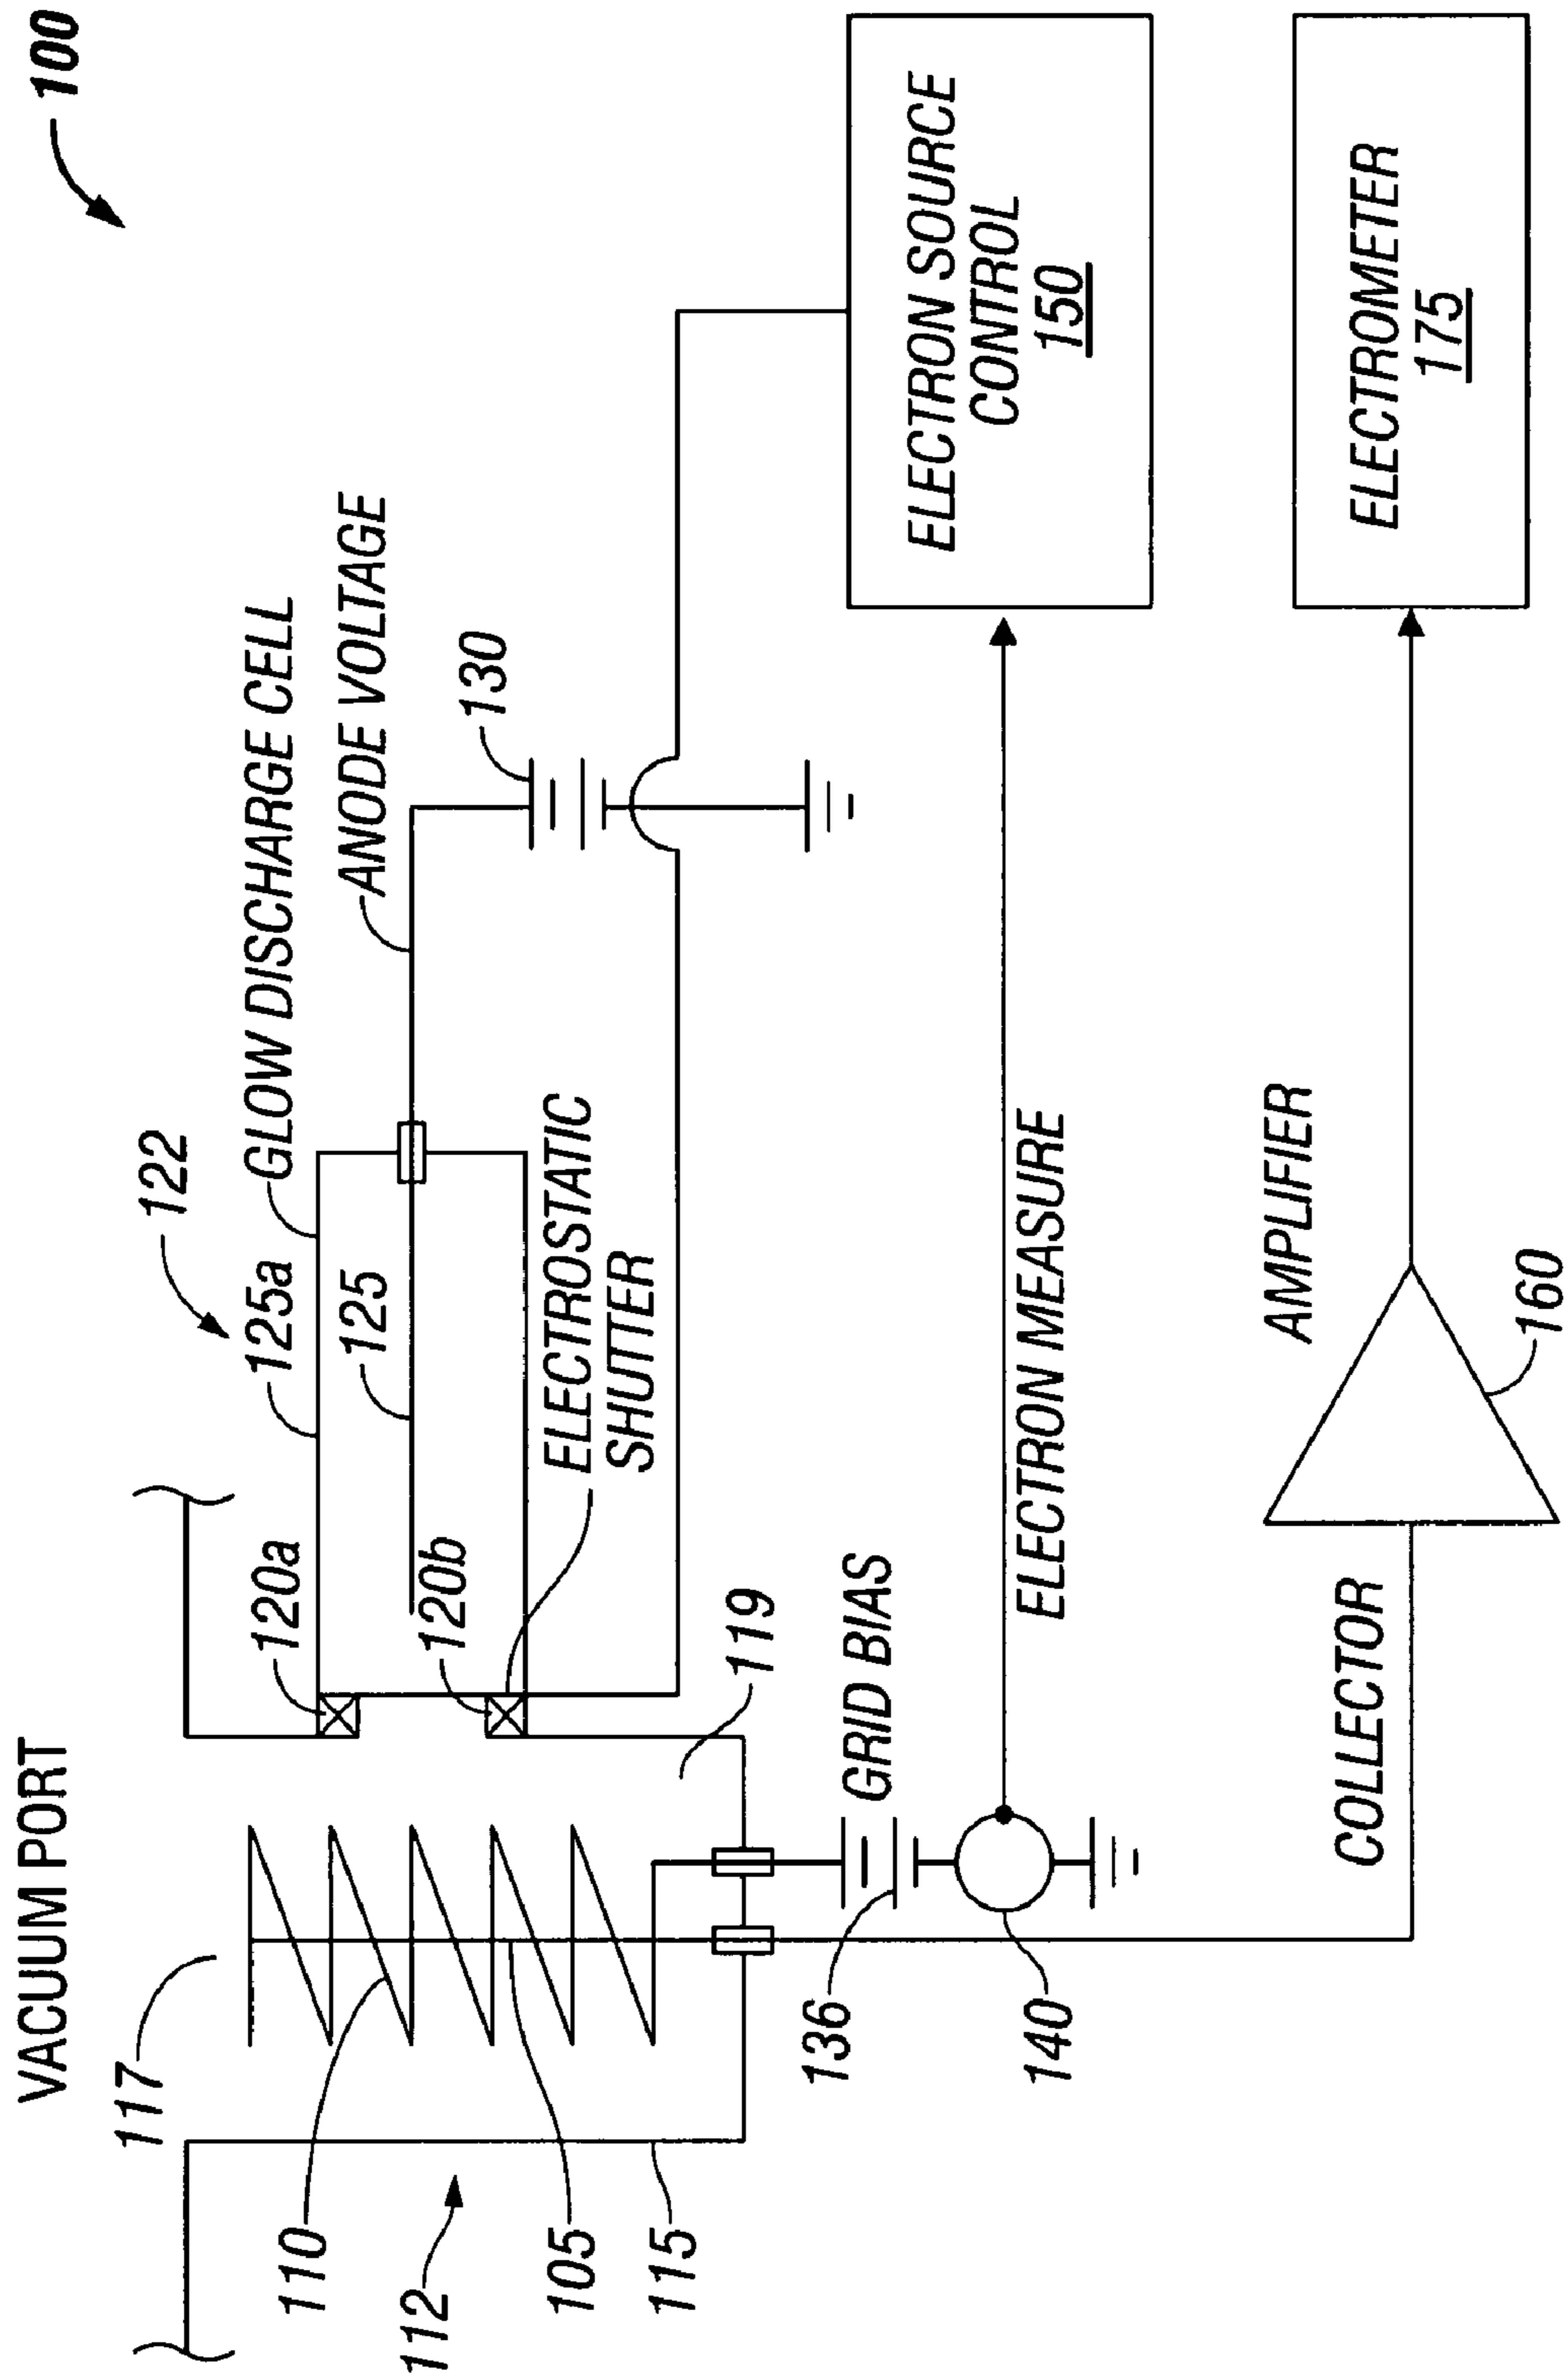 100
VACUUM PORT
117
110
112
105
115
119
122
125a
GLOW DISCHARGE CELL
125
120a
120b
ELECTROSTATIC
SHUTTER
ANODE VOLTAGE
130
136
GRID BIAS
140
ELECTRON MEASURE
ELECTRON SOURCE
CONTROL
150
COLLECTOR
AMPLIFIER
160
ELECTROMETER
175